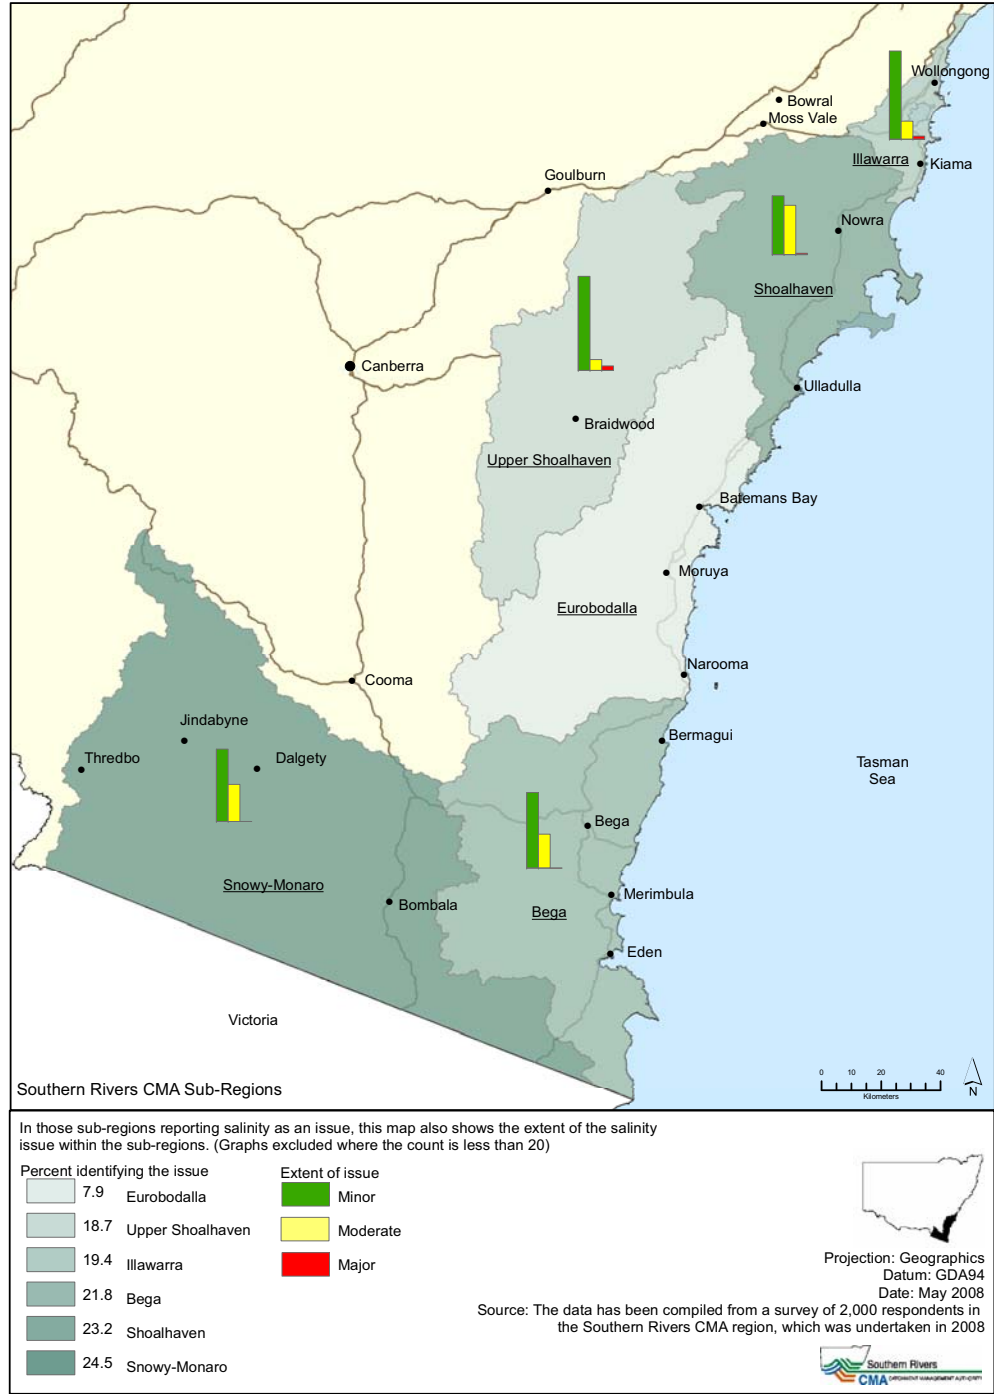 Wollongong
Bowral
Moss Vale
Illawarra
Kiama
Goulburn
Nowra
Shoalhaven
Canberra
Ulladulla
Braidwood
Upper Shoalhaven
Batemans Bay
Moruya
Eurobodalla
Narooma
Cooma
Jindabyne
Bermagui
Thredbo
Dalgety
Tasman
Sea
Bega
Snowy-Monaro
Merimbula
Bombala
Bega
Eden
Victoria
Southern Rivers CMA Sub-Regions
0 10 20 40
Kilometers
N
In those sub-regions reporting salinity as an issue, this map also shows the extent of the salinity
issue within the sub-regions. (Graphs excluded where the count is less than 20)
Percent identifying the issue
7.9 Eurobodalla
18.7 Upper Shoalhaven
19.4 Illawarra
21.8 Bega
23.2 Shoalhaven
24.5 Snowy-Monaro
Extent of issue
Minor
Moderate
Major
Projection: Geographics
Datum: GDA94
Date: May 2008
Source: The data has been compiled from a survey of 2,000 respondents in
the Southern Rivers CMA region, which was undertaken in 2008
Southern Rivers
CMA CATCHMENT MANAGEMENT AUTHORITY